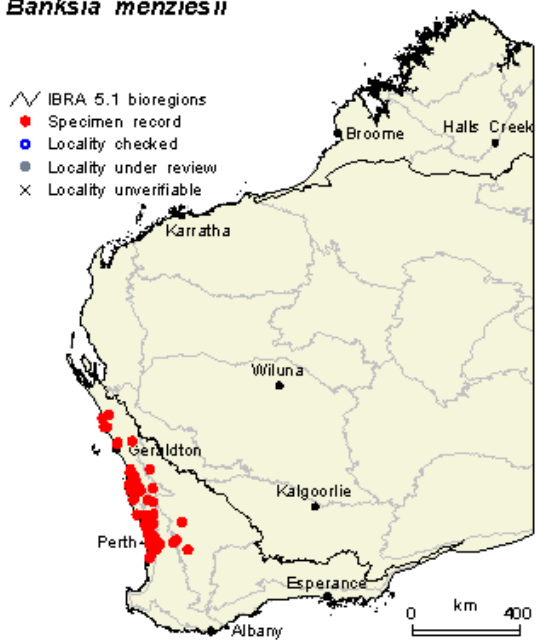 Banksia menziesii
IBRA 5.1 bioregions
Specimen record
Locality checked
Locality under review
Locality unverifiable
Broome
Halls Creek
Karratha
Wiluna
Geraldton
Kalgoorlie
Perth
Esperance
Albany
km
0 400